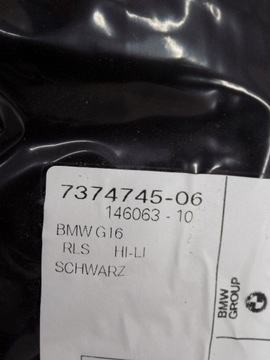 7374745-06
146063 - 10
BMW G16
RLS HI-LI
SCHWARZ
BMW
GROUP